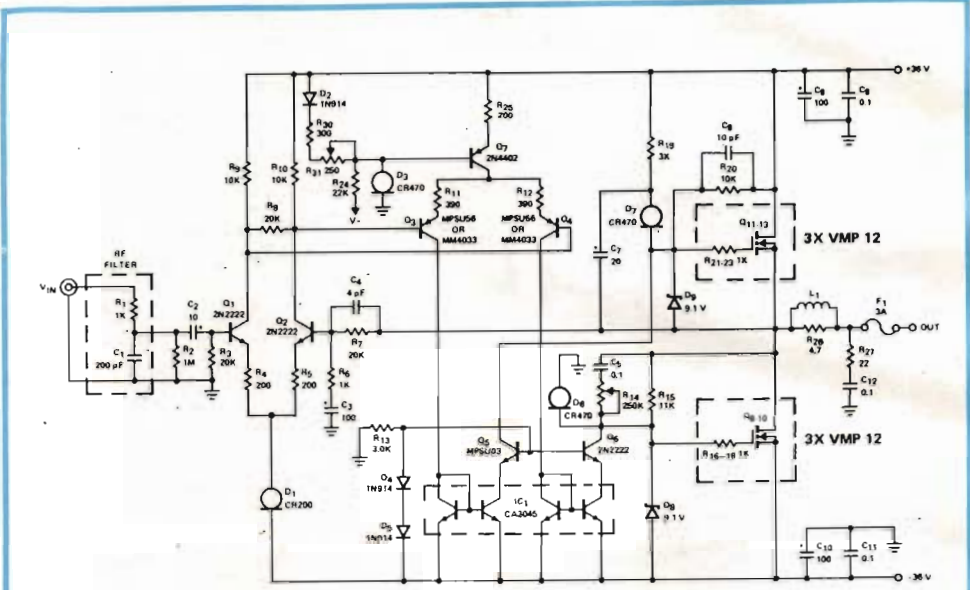 +36 V
C8
100
C9
0.1
D2
1N914
R30
300
R31
250
R24
22K
V-
D3
CR470
R25
200
Q7
2N4402
R19
3K
C8
10 pF
R20
10K
R9
10K
R10
10K
R8
20K
R11
390
R12
390
Q3
MPSU56
OR
MM4033
MPSU56
OR
MM4033
Q4
D7
CR470
C7
20
Q11-13
R21-23 1K
3X VMP 12
D9
9.1 V
RF
FILTER
VIN
R1
1K
C1
200 pF
C2
10
R2
1M
R3
20K
Q1
2N2222
Q2
2N2222
R4
200
R5
200
C4
4 pF
R7
20K
R6
1K
C3
100
L1
R26
4.7
F1
3A
OUT
R27
22
C12
0.1
D6
CR470
C5
0.1
R14
250K
R15
11K
Q8-10
R16-18 1K
3X VMP 12
R13
3.0K
Q5
MPSU03
Q6
2N2222
D4
1N914
D5
1N914
IC1
CA3045
D8
9.1 V
D1
CR200
C10
100
C11
0.1
-36 V